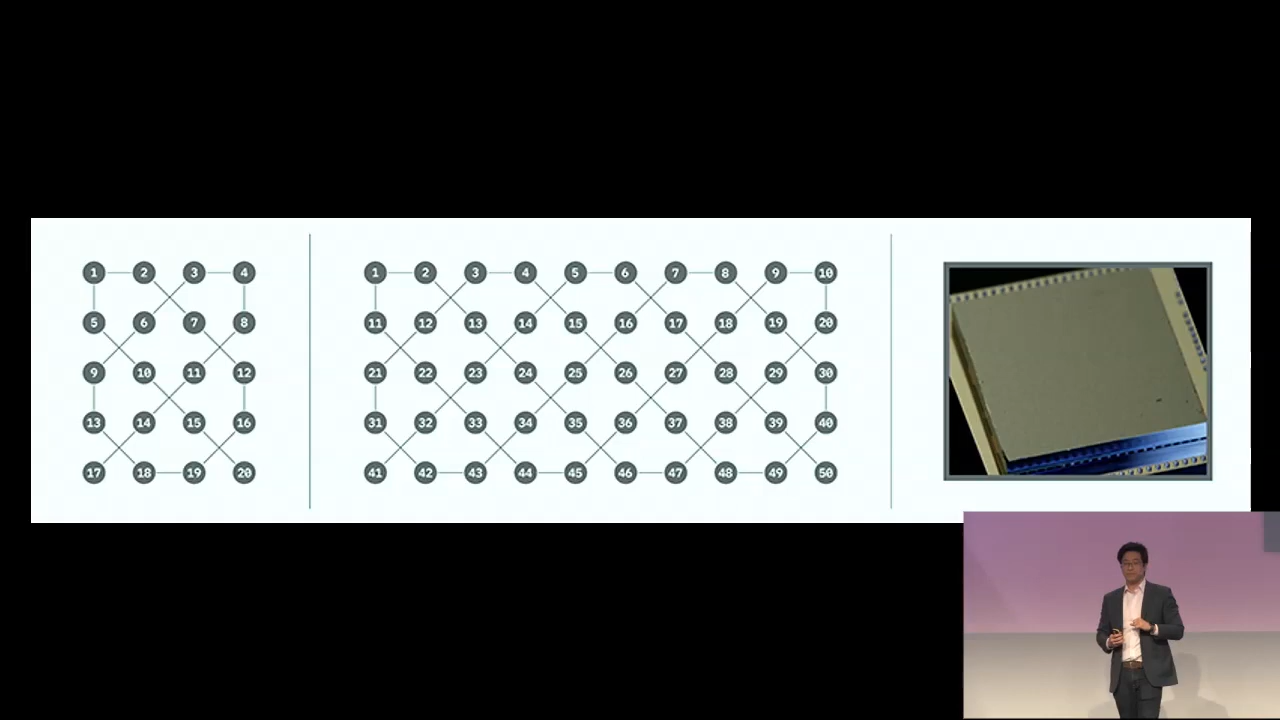 1 2 3 4
5 6 7 8
9 10 11 12
13 14 15 16
17 18 19 20
1 2 3 4 5 6 7 8 9 10
11 12 13 14 15 16 17 18 19 20
21 22 23 24 25 26 27 28 29 30
31 32 33 34 35 36 37 38 39 40
41 42 43 44 45 46 47 48 49 50